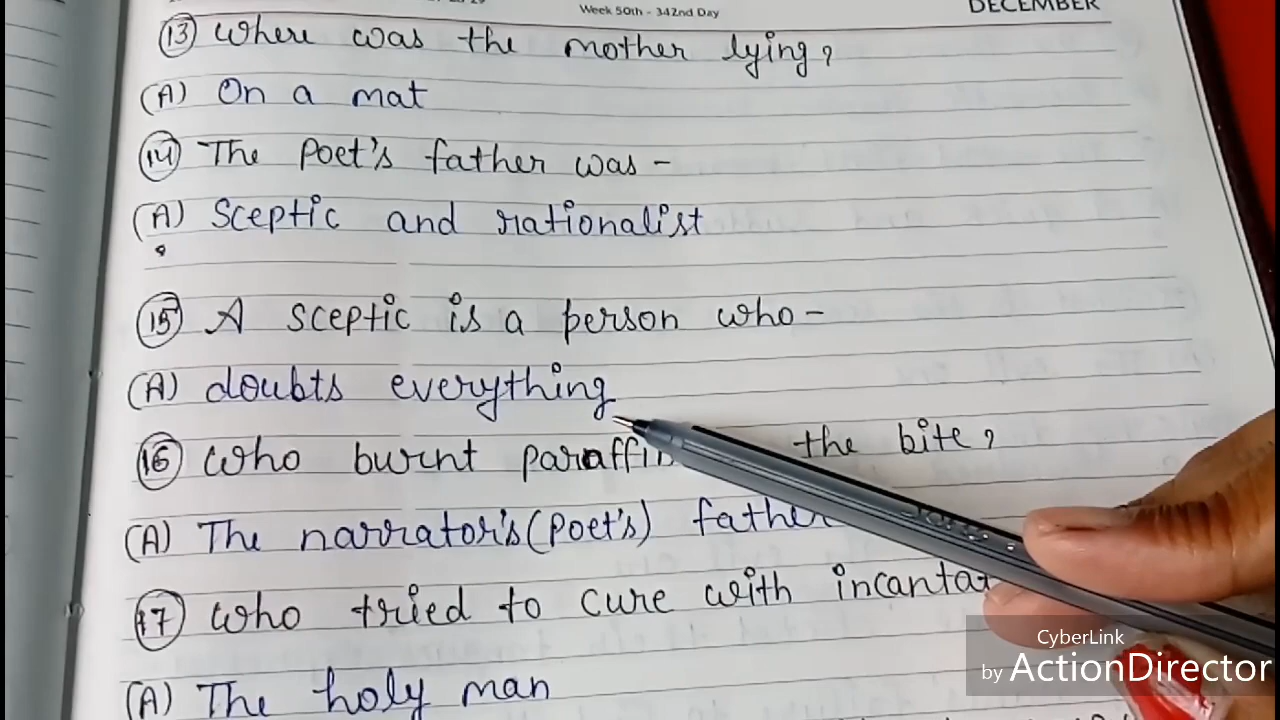 Week 50th - 342nd Day
DECEMBER
(13) Where was the mother lying?
(A) On a mat
(14) The Poet's father was -
(A) Sceptic and rationalist
(15) A sceptic is a person who -
(A) doubts everything
(16) Who burnt the bite?
(A) The narrator's (Poet's) father
(17) Who tried to cure with
(A) The holy man
CyberLink
by ActionDirector